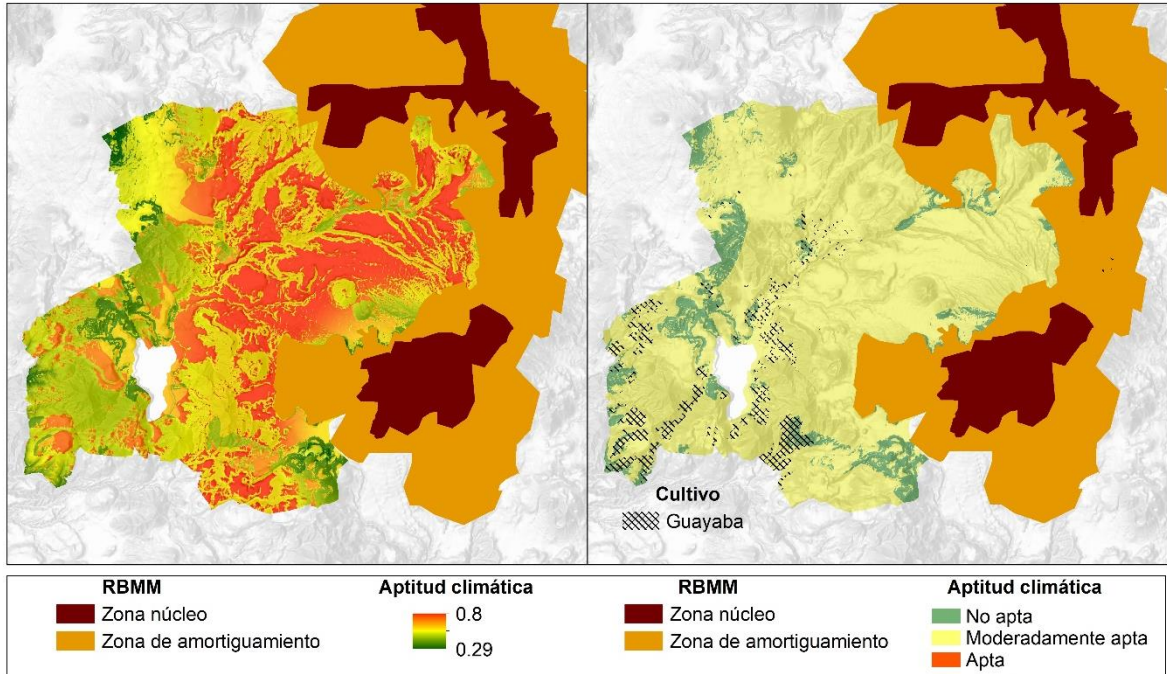 Cultivo
Guayaba
RBMM
Zona núcleo
Zona de amortiguamiento
Aptitud climática
0.8
0.29
RBMM
Zona núcleo
Zona de amortiguamiento
Aptitud climática
No apta
Moderadamente apta
Apta